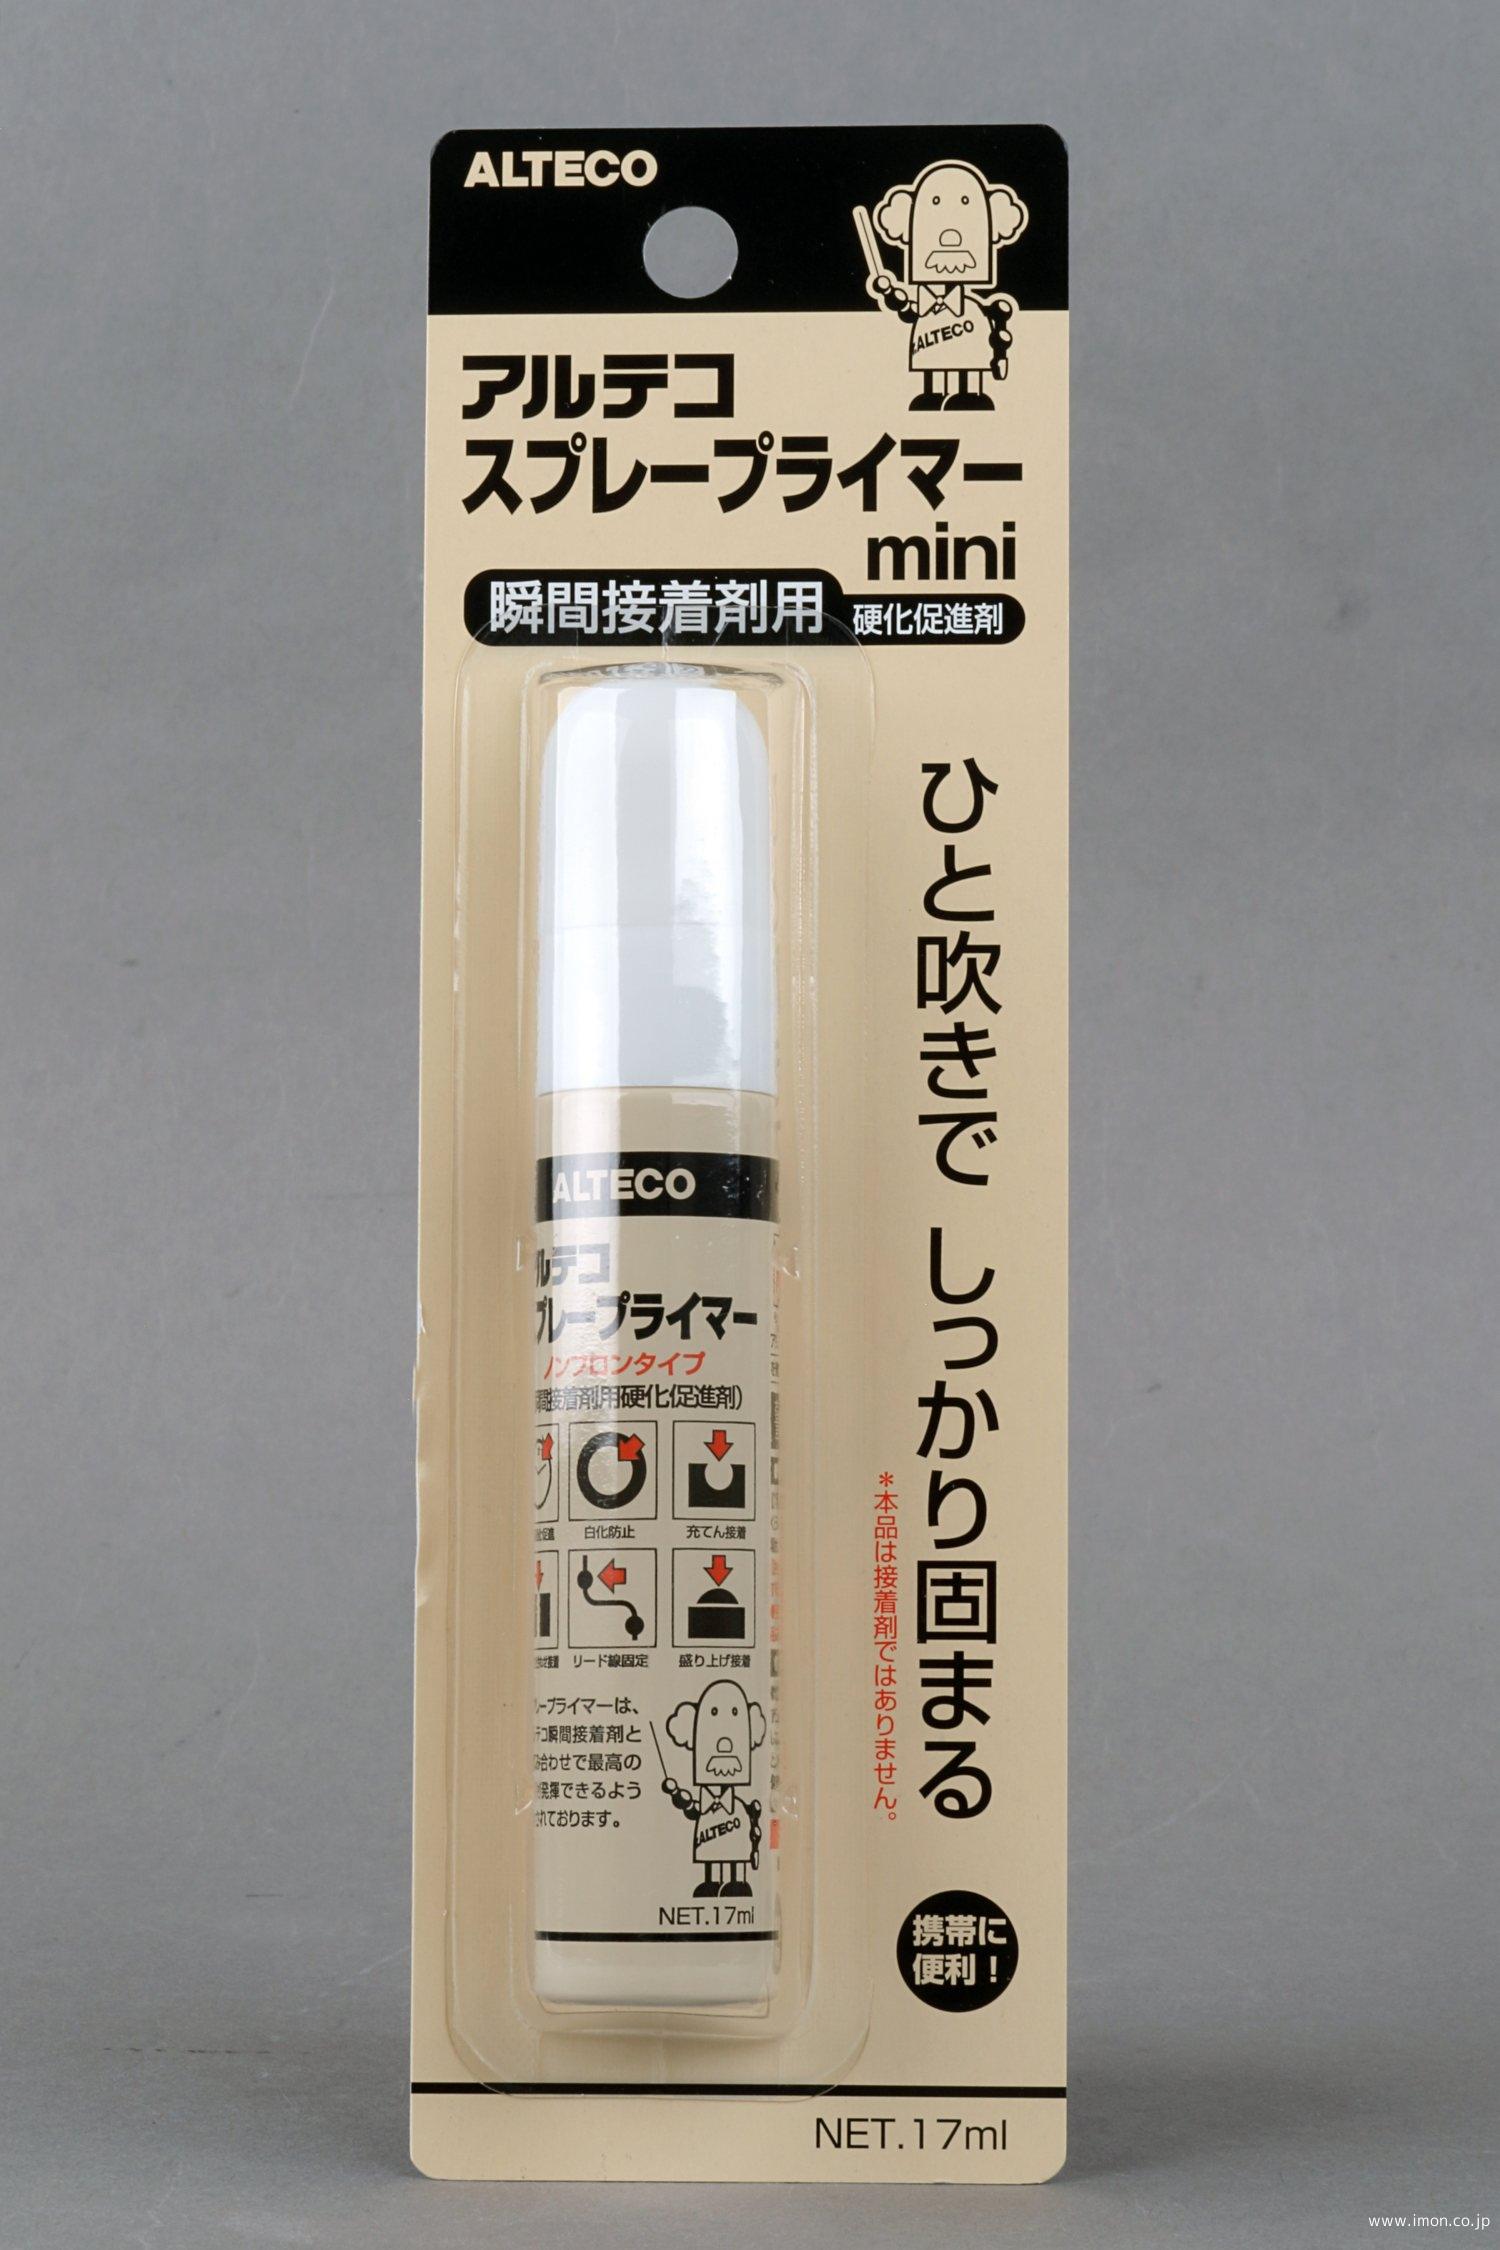 ALTECO
ALTECO
アルテコ
スプレープライマー
mini
瞬間接着剤用
硬化促進剤
ひと吹きで しっかり固まる
*本品は接着剤ではありません。
ALTECO
ルテコ
プレープライマー
ノンフロンタイプ
間接着剤用硬化促進剤)
白化防止
充てん接着
リード線固定
盛り上げ接着
レープライマーは、
テコ瞬間接着剤と
み合わせで最高の
発揮できるよう
されております。
ALTECO
NET.17ml
携帯に
便利!
NET.17ml
www.imon.co.jp